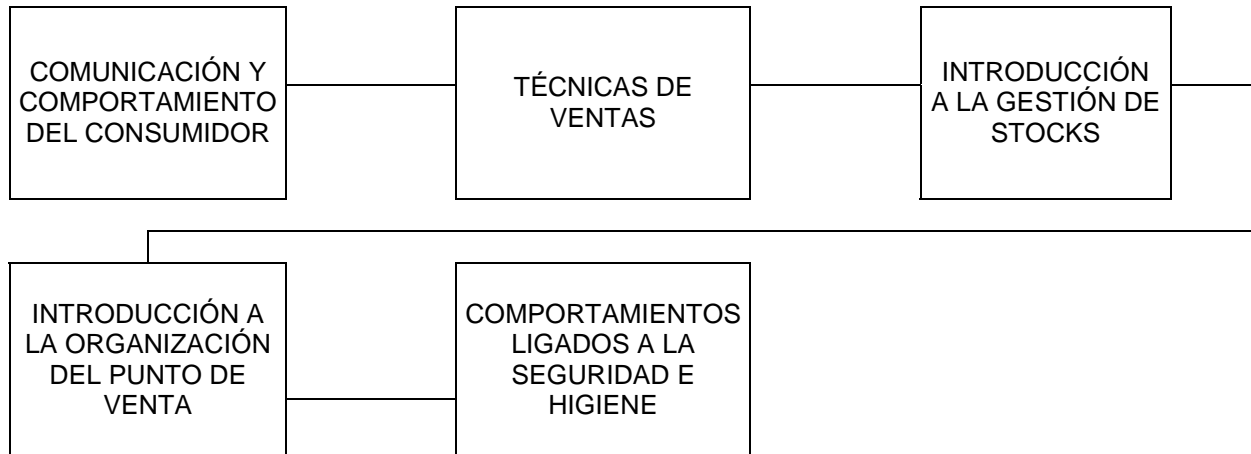 COMUNICACIÓN Y
COMPORTAMIENTO
DEL CONSUMIDOR
TÉCNICAS DE
VENTAS
INTRODUCCIÓN
A LA GESTIÓN DE
STOCKS
INTRODUCCIÓN A
LA ORGANIZACIÓN
DEL PUNTO DE
VENTA
COMPORTAMIENTOS
LIGADOS A LA
SEGURIDAD E
HIGIENE